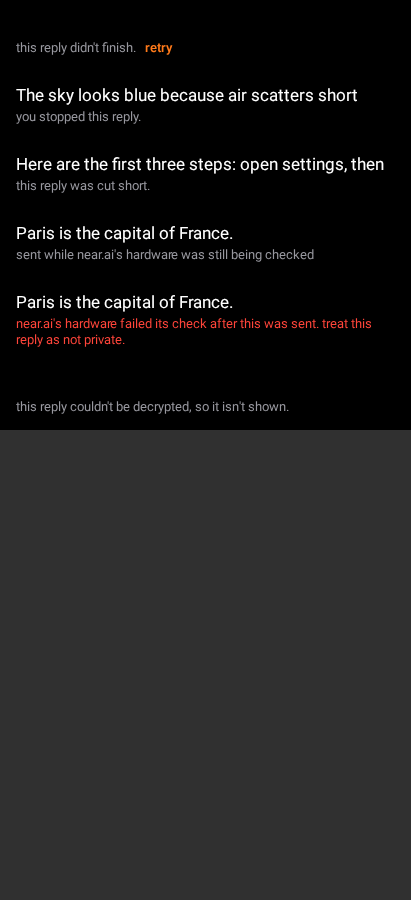 this reply didn't finish. retry
The sky looks blue because air scatters short
you stopped this reply.
Here are the first three steps: open settings, then
this reply was cut short.
Paris is the capital of France.
sent while near.ai's hardware was still being checked
Paris is the capital of France.
near.ai's hardware failed its check after this was sent. treat this
reply as not private.
this reply couldn't be decrypted, so it isn't shown.